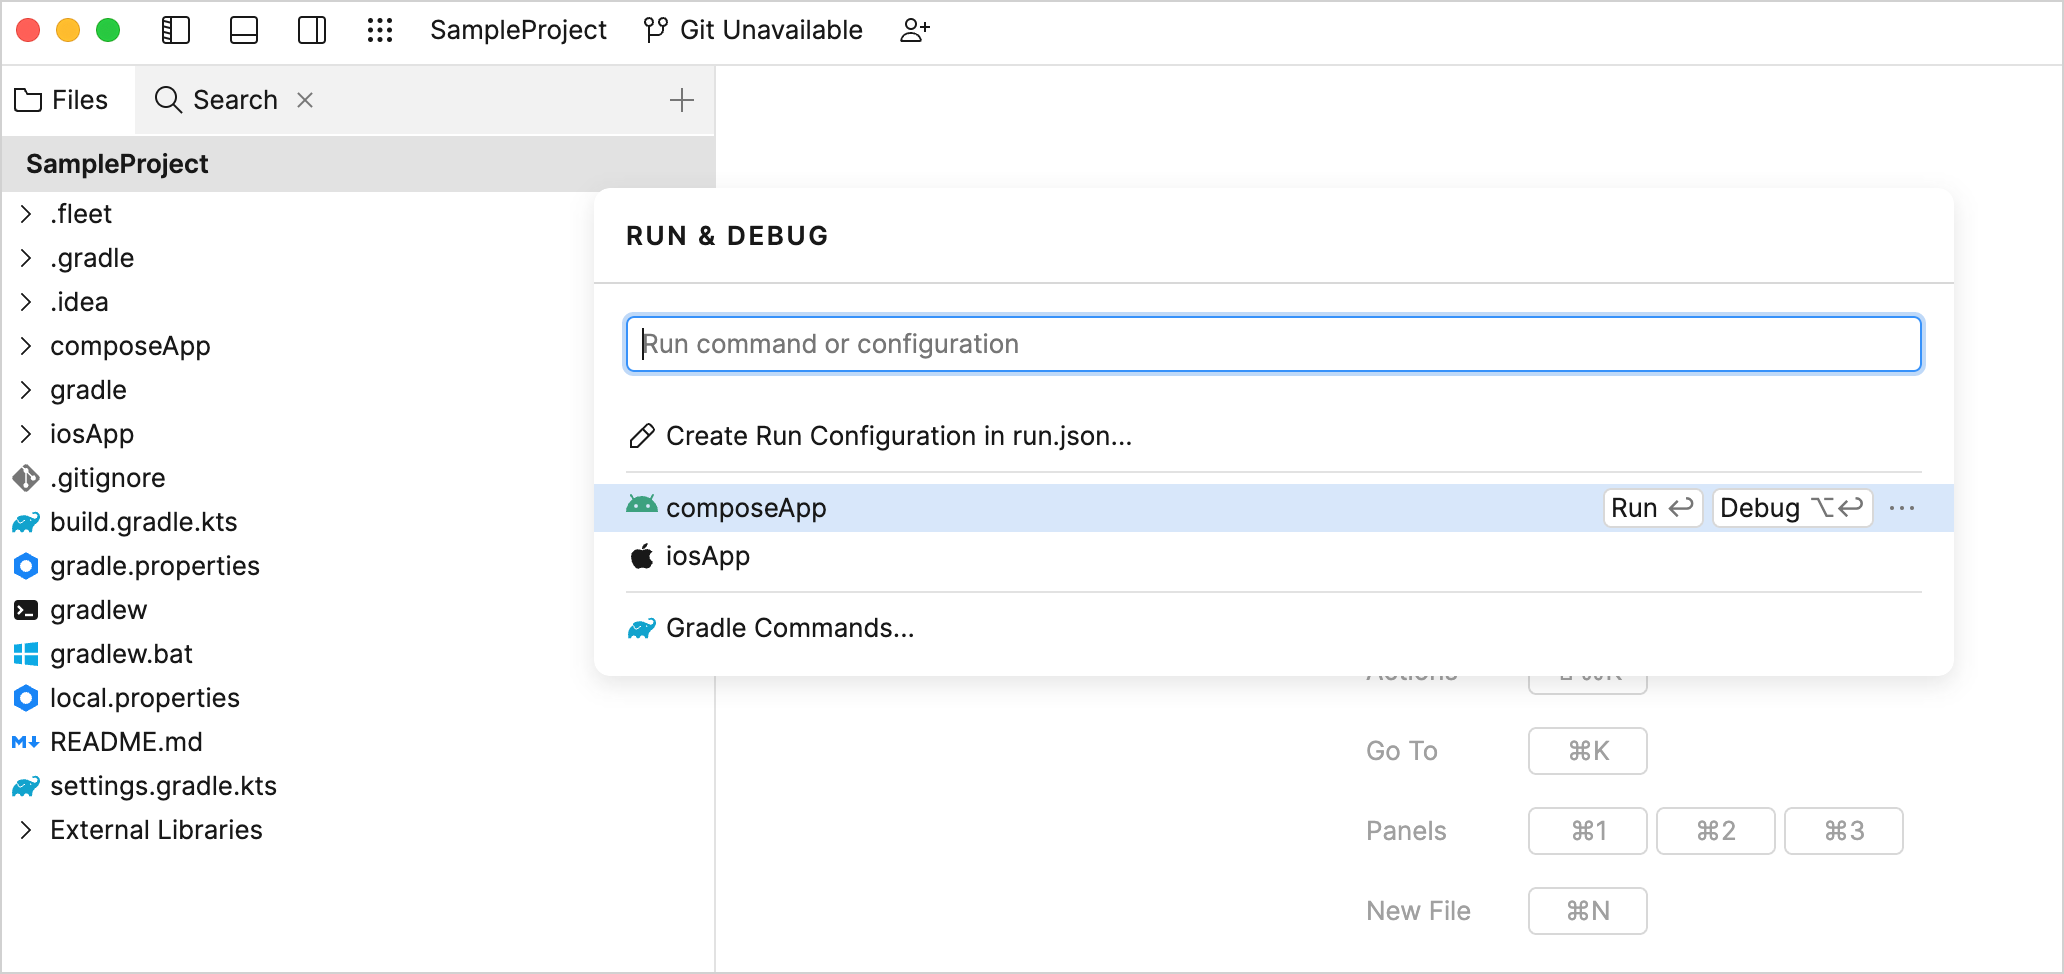 SampleProject Git Unavailable
Files Search
SampleProject
.fleet
.gradle
.idea
composeApp
gradle
iosApp
.gitignore
build.gradle.kts
gradle.properties
gradlew
gradlew.bat
local.properties
M↓ README.md
settings.gradle.kts
External Libraries
RUN & DEBUG
Run command or configuration
Create Run Configuration in run.json...
composeApp Run ↩ Debug ⌥↩ ···
iosApp
Gradle Commands...
Actions
Go To ⌘K
Panels ⌘1 ⌘2 ⌘3
New File ⌘N